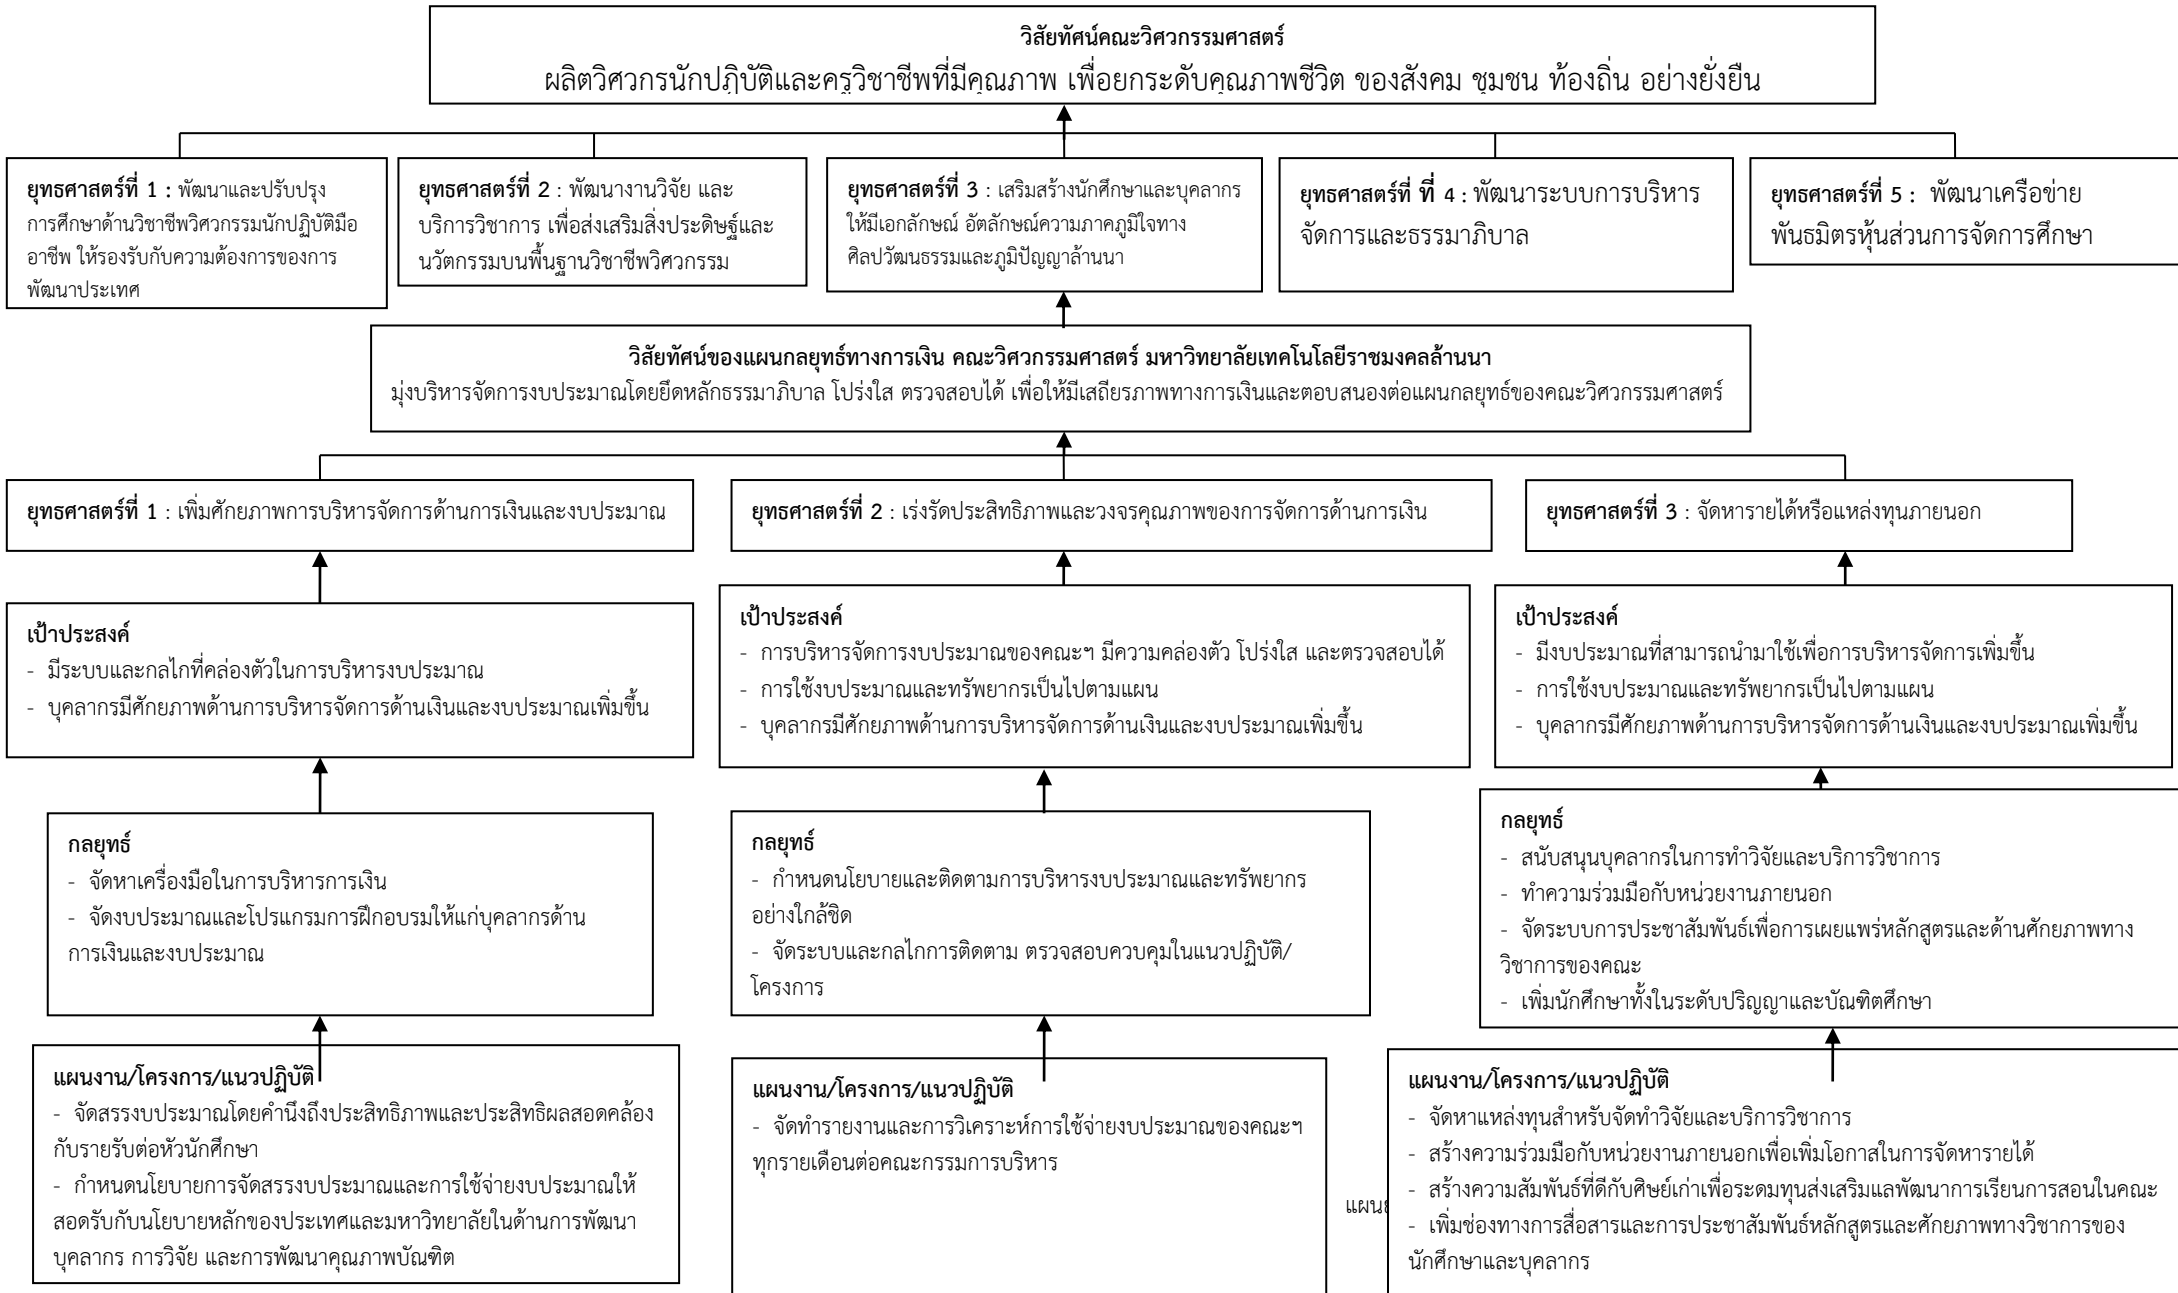 วิสัยทัศน์คณะวิศวกรรมศาสตร์
ผลิตวิศวกรนักปฏิบัติและครูวิชาชีพที่มีคุณภาพ เพื่อยกระดับคุณภาพชีวิต ของสังคม ชุมชน ท้องถิ่น อย่างยั่งยืน
ยุทธศาสตร์ที่ 1 : พัฒนาและปรับปรุง
การศึกษาด้านวิชาชีพวิศวกรรมนักปฏิบัติมือ
อาชีพ ให้รองรับกับความต้องการของการ
พัฒนาประเทศ
ยุทธศาสตร์ที่ 2 : พัฒนางานวิจัย และ
บริการวิชาการ เพื่อส่งเสริมสิ่งประดิษฐ์และ
นวัตกรรมบนพื้นฐานวิชาชีพวิศวกรรม
ยุทธศาสตร์ที่ 3 : เสริมสร้างนักศึกษาและบุคลากร
ให้มีเอกลักษณ์ อัตลักษณ์ความภาคภูมิใจทาง
ศิลปวัฒนธรรมและภูมิปัญญาล้านนา
ยุทธศาสตร์ที่ ที่ 4 : พัฒนาระบบการบริหาร
จัดการและธรรมาภิบาล
ยุทธศาสตร์ที่ 5 : พัฒนาเครือข่าย
พันธมิตรหุ้นส่วนการจัดการศึกษา
วิสัยทัศน์ของแผนกลยุทธ์ทางการเงิน คณะวิศวกรรมศาสตร์ มหาวิทยาลัยเทคโนโลยีราชมงคลล้านนา
มุ่งบริหารจัดการงบประมาณโดยยึดหลักธรรมาภิบาล โปร่งใส ตรวจสอบได้ เพื่อให้มีเสถียรภาพทางการเงินและตอบสนองต่อแผนกลยุทธ์ของคณะวิศวกรรมศาสตร์
ยุทธศาสตร์ที่ 1 : เพิ่มศักยภาพการบริหารจัดการด้านการเงินและงบประมาณ
ยุทธศาสตร์ที่ 2 : เร่งรัดประสิทธิภาพและวงจรคุณภาพของการจัดการด้านการเงิน
ยุทธศาสตร์ที่ 3 : จัดหารายได้หรือแหล่งทุนภายนอก
เป้าประสงค์
- มีระบบและกลไกที่คล่องตัวในการบริหารงบประมาณ
- บุคลากรมีศักยภาพด้านการบริหารจัดการด้านเงินและงบประมาณเพิ่มขึ้น
เป้าประสงค์
- การบริหารจัดการงบประมาณของคณะฯ มีความคล่องตัว โปร่งใส และตรวจสอบได้
- การใช้งบประมาณและทรัพยากรเป็นไปตามแผน
- บุคลากรมีศักยภาพด้านการบริหารจัดการด้านเงินและงบประมาณเพิ่มขึ้น
เป้าประสงค์
- มีงบประมาณที่สามารถนำมาใช้เพื่อการบริหารจัดการเพิ่มขึ้น
- การใช้งบประมาณและทรัพยากรเป็นไปตามแผน
- บุคลากรมีศักยภาพด้านการบริหารจัดการด้านเงินและงบประมาณเพิ่มขึ้น
กลยุทธ์
- จัดหาเครื่องมือในการบริหารการเงิน
- จัดงบประมาณและโปรแกรมการฝึกอบรมให้แก่บุคลากรด้าน
การเงินและงบประมาณ
กลยุทธ์
- กำหนดนโยบายและติดตามการบริหารงบประมาณและทรัพยากร
อย่างใกล้ชิด
- จัดระบบและกลไกการติดตาม ตรวจสอบควบคุมในแนวปฏิบัติ/
โครงการ
กลยุทธ์
- สนับสนุนบุคลากรในการทำวิจัยและบริการวิชาการ
- ทำความร่วมมือกับหน่วยงานภายนอก
- จัดระบบการประชาสัมพันธ์เพื่อการเผยแพร่หลักสูตรและด้านศักยภาพทาง
วิชาการของคณะ
- เพิ่มนักศึกษาทั้งในระดับปริญญาและบัณฑิตศึกษา
แผนงาน/โครงการ/แนวปฏิบัติ
- จัดสรรงบประมาณโดยคำนึงถึงประสิทธิภาพและประสิทธิผลสอดคล้อง
กับรายรับต่อหัวนักศึกษา
- กำหนดนโยบายการจัดสรรงบประมาณและการใช้จ่ายงบประมาณให้
สอดรับกับนโยบายหลักของประเทศและมหาวิทยาลัยในด้านการพัฒนา
บุคลากร การวิจัย และการพัฒนาคุณภาพบัณฑิต
แผนงาน/โครงการ/แนวปฏิบัติ
- จัดทำรายงานและการวิเคราะห์การใช้จ่ายงบประมาณของคณะฯ
ทุกรายเดือนต่อคณะกรรมการบริหาร
แผน
แผนงาน/โครงการ/แนวปฏิบัติ
- จัดหาแหล่งทุนสำหรับจัดทำวิจัยและบริการวิชาการ
- สร้างความร่วมมือกับหน่วยงานภายนอกเพื่อเพิ่มโอกาสในการจัดหารายได้
- สร้างความสัมพันธ์ที่ดีกับศิษย์เก่าเพื่อระดมทุนส่งเสริมแลพัฒนาการเรียนการสอนในคณะ
- เพิ่มช่องทางการสื่อสารและการประชาสัมพันธ์หลักสูตรและศักยภาพทางวิชาการของ
นักศึกษาและบุคลากร